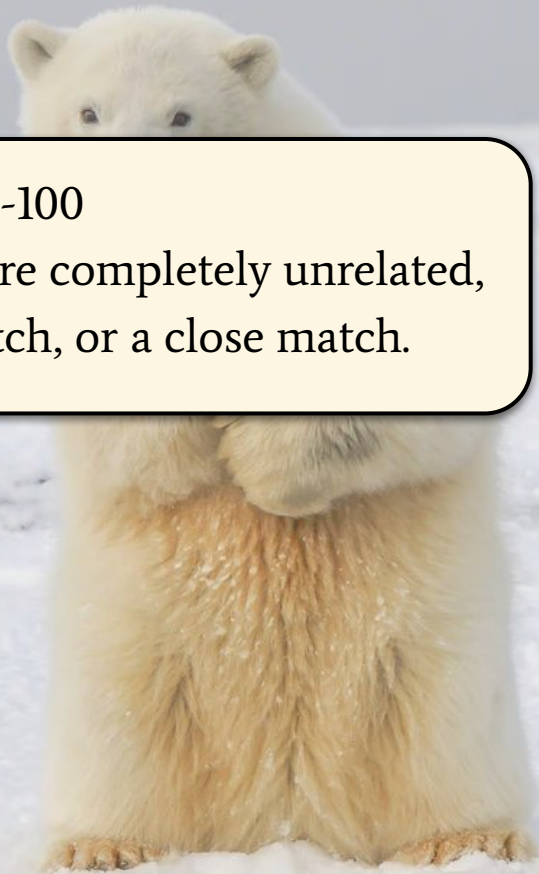 -100
re completely unrelated,
tch, or a close match.